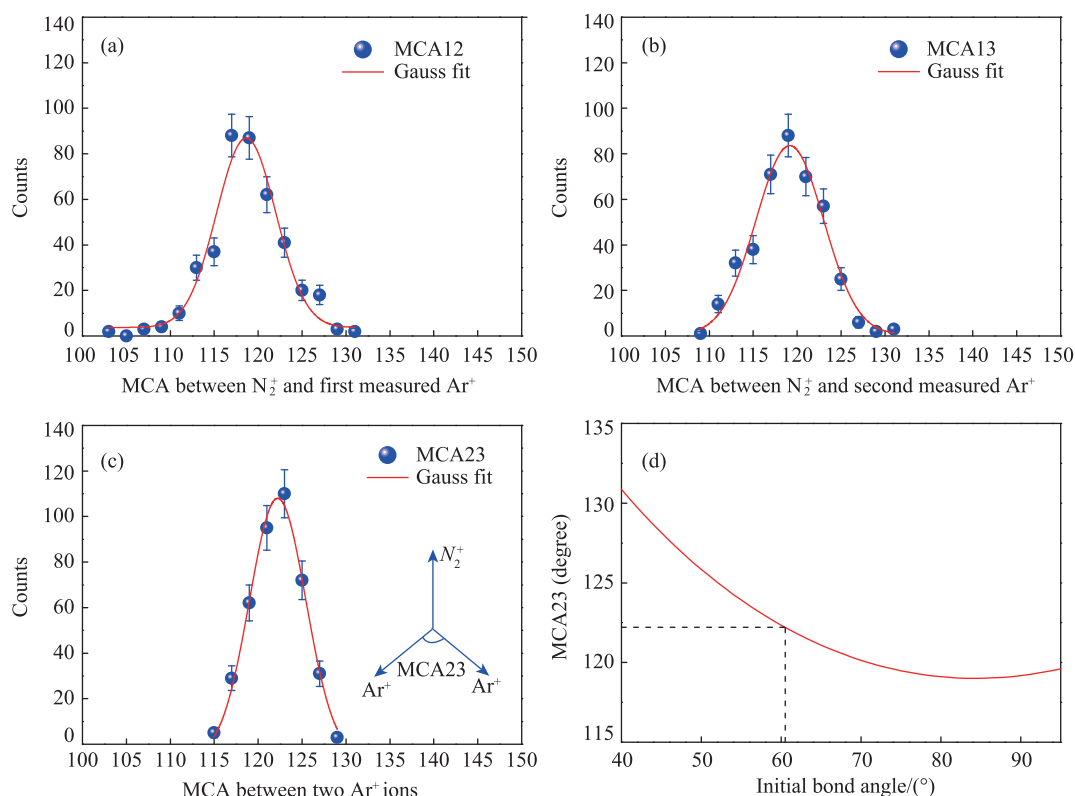 140
120
100
80
60
40
20
0
Counts
(a)
MCA12
Gauss fit
100 105 110 115 120 125 130 135 140 145 150
MCA between N₂⁺ and first measured Ar⁺
140
120
100
80
60
40
20
0
Counts
(b)
MCA13
Gauss fit
100 105 110 115 120 125 130 135 140 145 150
MCA between N₂⁺ and second measured Ar⁺
140
120
100
80
60
40
20
0
Counts
(c)
MCA23
Gauss fit
N₂⁺
MCA23
Ar⁺
Ar⁺
100 105 110 115 120 125 130 135 140 145 150
MCA between two Ar⁺ ions
135
130
125
120
115
MCA23 (degree)
(d)
40 50 60 70 80 90
Initial bond angle/(°)